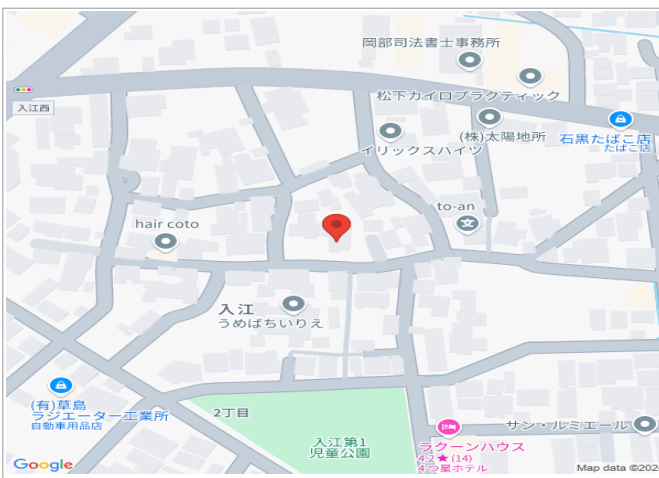 岡部司法書士事務所
松下カイロプラクティック
入江西
(株)太陽地所
石黒たばこ店
たばこ店
イリックスハイツ
to-an
文
hair coto
入江
うめばちいりえ
(有)草島
ラジエーター工業所
自動車用品店
2丁目
入江第1
児童公園
サン・ルミエール
ラクーンハウス
4.2★(14)
4つ星ホテル
Google
Map data ©202